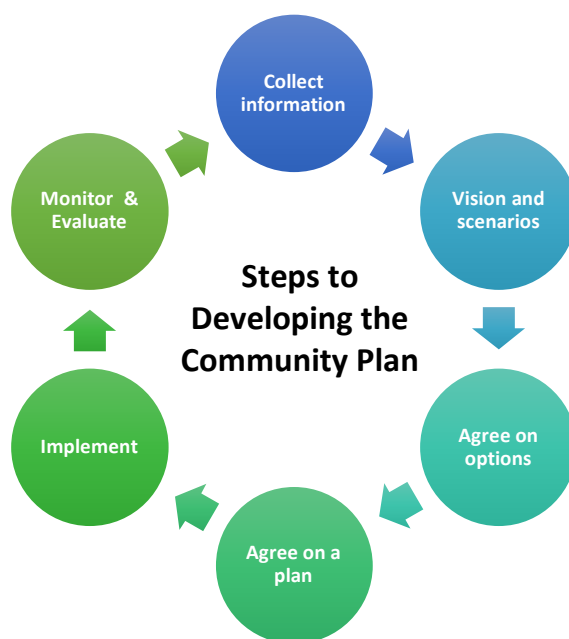 Collect
information
Vision and
scenarios
Agree on
options
Agree on a
plan
Implement
Monitor & 
Evaluate
Steps to
Developing the
Community Plan